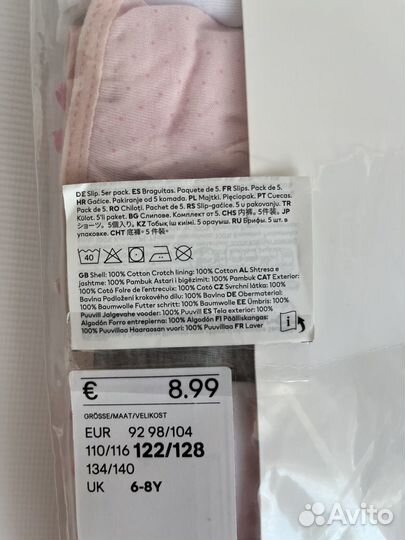 DE Slip. 5er pack. ES Braguitas. Paquete de 5. FR Slips. Pack de 5.
HR Gaćice. Pakiranje od 5 komada. PL Majtki. Pięciopak. PT Cuecas.
Pack de 5. RO Chiloți. Pachet de 5. RS Slip-gaćice. 5 u pakovanju. TR
Külot. 5'li paket. BG Слипове. Комплект от 5. CHS 内裤。5件装。JP
ショーツ。5個入り。KZ Тобық іш киімі. 5 орауыш. RU Брифы. 5 шт. в
упаковке. CHT 底褲。5 件裝。
40
GB Shell: 100% Cotton Crotch lining: 100% Cotton AL Shtresa e
jashtme: 100% Pambuk Astari i bigëzimit: 100% Pambuk CAT Exterior:
100% Cotó Folre de l'entrecuix: 100% Cotó CZ Svrchní látka: 100%
Bavlna Podložení krokového dílu: 100% Bavlna DE Obermaterial:
100% Baumwolle Futter schritt: 100% Baumwolle EE Ümbris: 100%
Puuvill Jalgevahe vooder: 100% Puuvill ES Tela exterior: 100%
Algodón Forro entrepierna: 100% Algodón FI Päällikangas:
100% Puuvillaa Haaraosan vuori: 100% Puuvillaa FR Laver
i
€ 8.99
GRÖSSE/MAAT/VELIKOST
EUR 92 98/104
110/116 122/128
134/140
UK 6-8Y
Avito